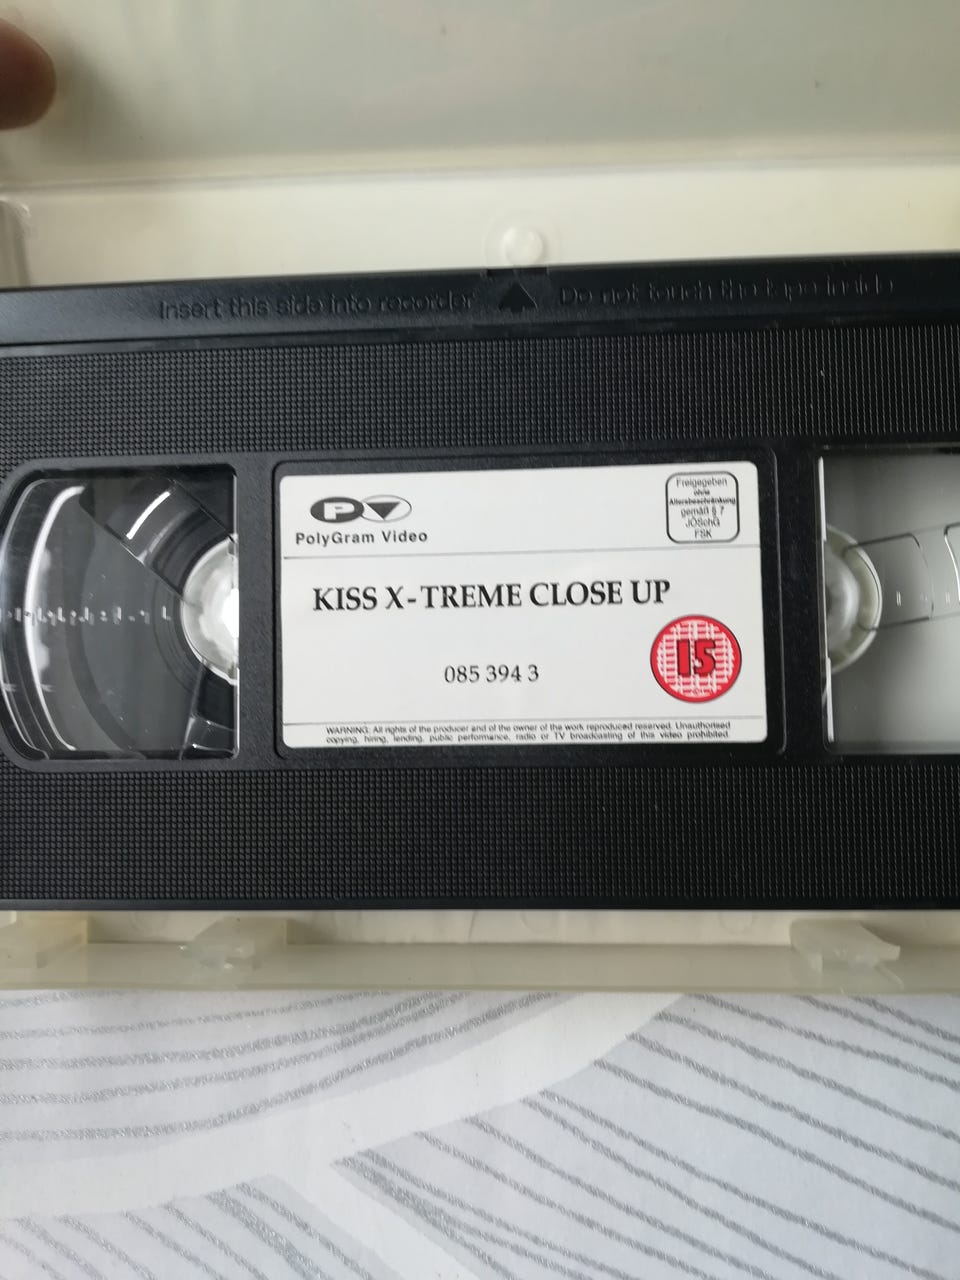 Insert this side into recorder Do not touch the tape inside
P
PolyGram Video
Freigegeben
ohne
Altersbeschränkung
gemäß § 7
JÖSchG
FSK
KISS X-TREME CLOSE UP
15
085 394 3
WARNING: All rights of the producer and of the owner of the work reproduced reserved. Unauthorised
copying, hiring, lending, public performance, radio or TV broadcasting of this video prohibited.